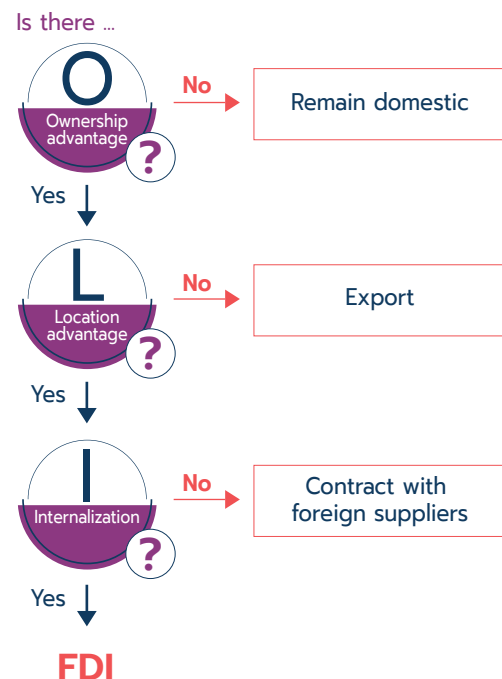 Is there ...
O
Ownership
advantage
?
No
Remain domestic
Yes
L
Location
advantage
?
No
Export
Yes
I
Internalization
?
No
Contract with
foreign suppliers
Yes
FDI